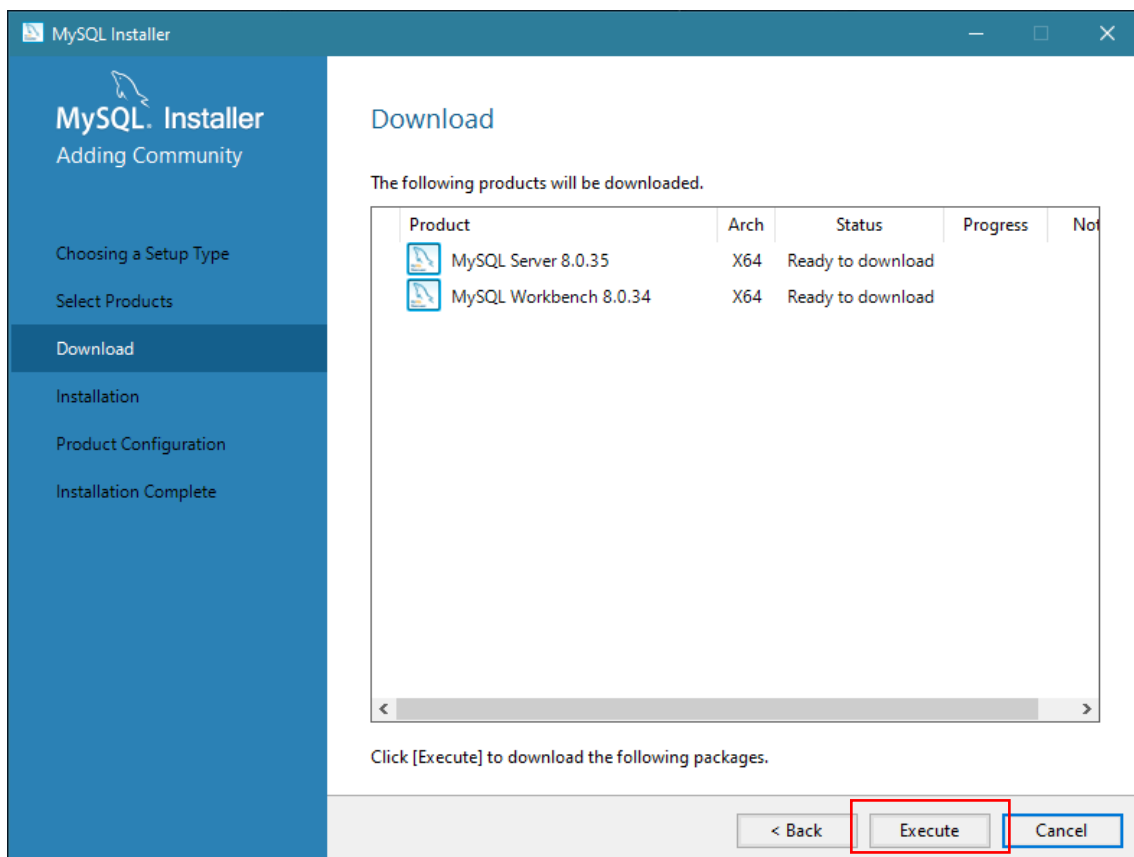 MySQL Installer
MySQL. Installer
Adding Community
Choosing a Setup Type
Select Products
Download
Installation
Product Configuration
Installation Complete
Download
The following products will be downloaded.
Product Arch Status Progress Not
MySQL Server 8.0.35 X64 Ready to download
MySQL Workbench 8.0.34 X64 Ready to download
Click [Execute] to download the following packages.
< Back Execute Cancel